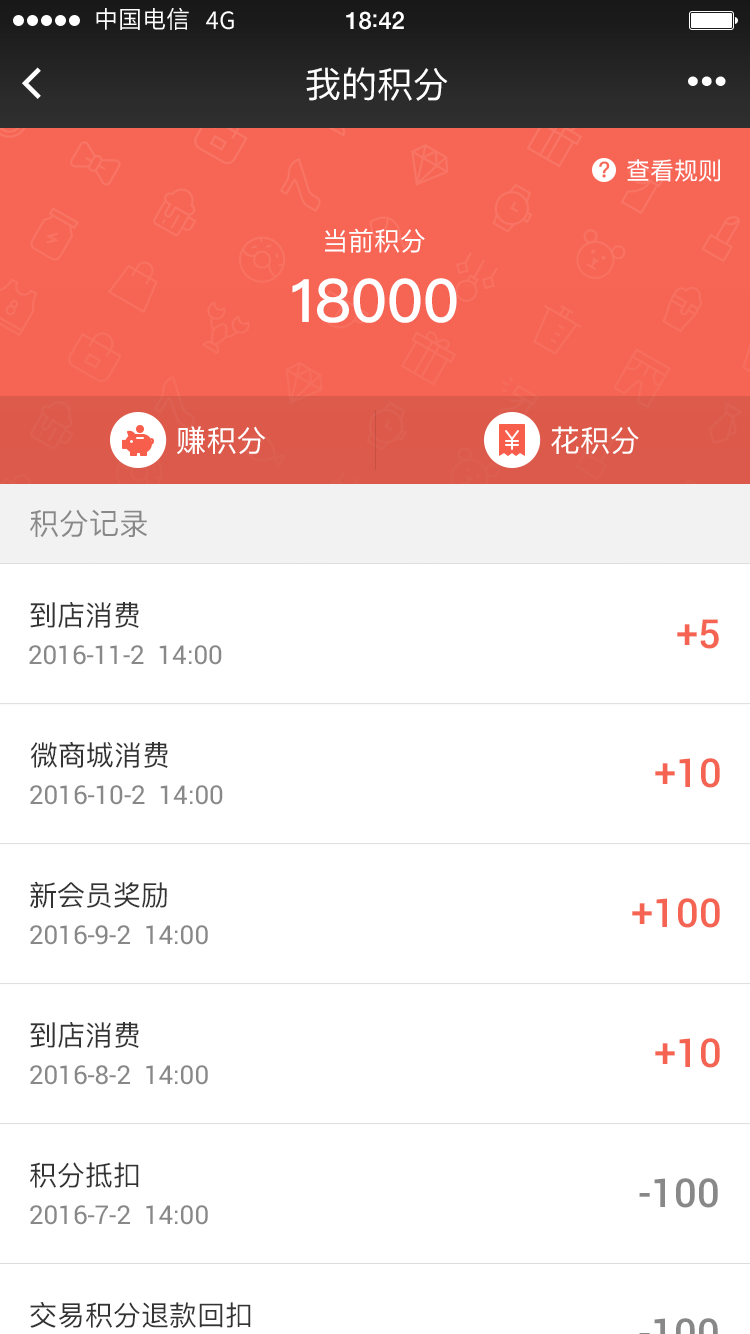 中国电信 4G 18:42
我的积分
? 查看规则
当前积分
18000
赚积分 花积分
积分记录
到店消费
+5
2016-11-2 14:00
微商城消费
+10
2016-10-2 14:00
新会员奖励
+100
2016-9-2 14:00
到店消费
+10
2016-8-2 14:00
积分抵扣
-100
2016-7-2 14:00
交易积分退款回扣
-100